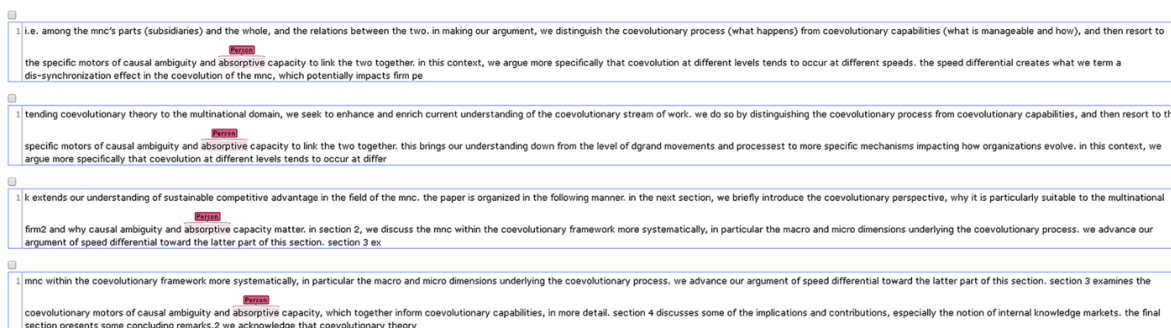 1 i.e. among the mnc's parts (subsidiaries) and the whole, and the relations between the two. in making our argument, we distinguish the coevolutionary process (what happens) from coevolutionary capabilities (what is manageable and how), and then resort to
Person
the specific motors of causal ambiguity and absorptive capacity to link the two together. in this context, we argue more specifically that coevolution at different levels tends to occur at different speeds. the speed differential creates what we term a
dis-synchronization effect in the coevolution of the mnc, which potentially impacts firm pe
1 tending coevolutionary theory to the multinational domain, we seek to enhance and enrich current understanding of the coevolutionary stream of work. we do so by distinguishing the coevolutionary process from coevolutionary capabilities, and then resort to th
Person
specific motors of causal ambiguity and absorptive capacity to link the two together. this brings our understanding down from the level of dgrand movements and processest to more specific mechanisms impacting how organizations evolve. in this context, we
argue more specifically that coevolution at different levels tends to occur at differ
1 k extends our understanding of sustainable competitive advantage in the field of the mnc. the paper is organized in the following manner. in the next section, we briefly introduce the coevolutionary perspective, why it is particularly suitable to the multinational
Person
firm2 and why causal ambiguity and absorptive capacity matter. in section 2, we discuss the mnc within the coevolutionary framework more systematically, in particular the macro and micro dimensions underlying the coevolutionary process. we advance our
argument of speed differential toward the latter part of this section. section 3 ex
1 mnc within the coevolutionary framework more systematically, in particular the macro and micro dimensions underlying the coevolutionary process. we advance our argument of speed differential toward the latter part of this section. section 3 examines the
Person
coevolutionary motors of causal ambiguity and absorptive capacity, which together inform coevolutionary capabilities, in more detail. section 4 discusses some of the implications and contributions, especially the notion of internal knowledge markets. the final
section presents some concluding remarks.2 we acknowledge that coevolutionary theory